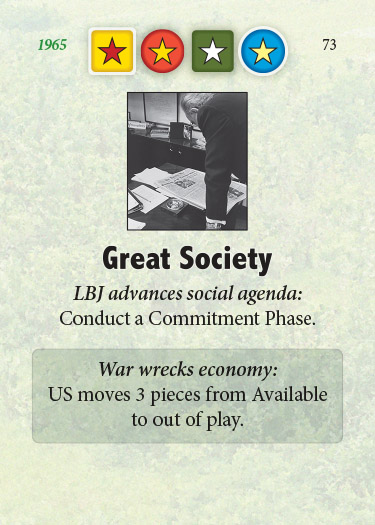 1965
73
Great Society
LBJ advances social agenda:
Conduct a Commitment Phase.
War wrecks economy:
US moves 3 pieces from Available
to out of play.